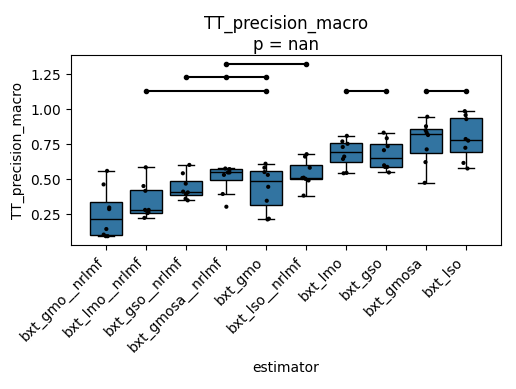 TT_precision_macro
p = nan
TT_precision_macro
1.25
1.00
0.75
0.50
0.25
bxt_gmo__nrlmf
bxt_lmo__nrlmf
bxt_gso__nrlmf
bxt_gmosa__nrlmf
bxt_gmo
bxt_lso__nrlmf
bxt_lmo
bxt_gso
bxt_gmosa
bxt_lso
estimator